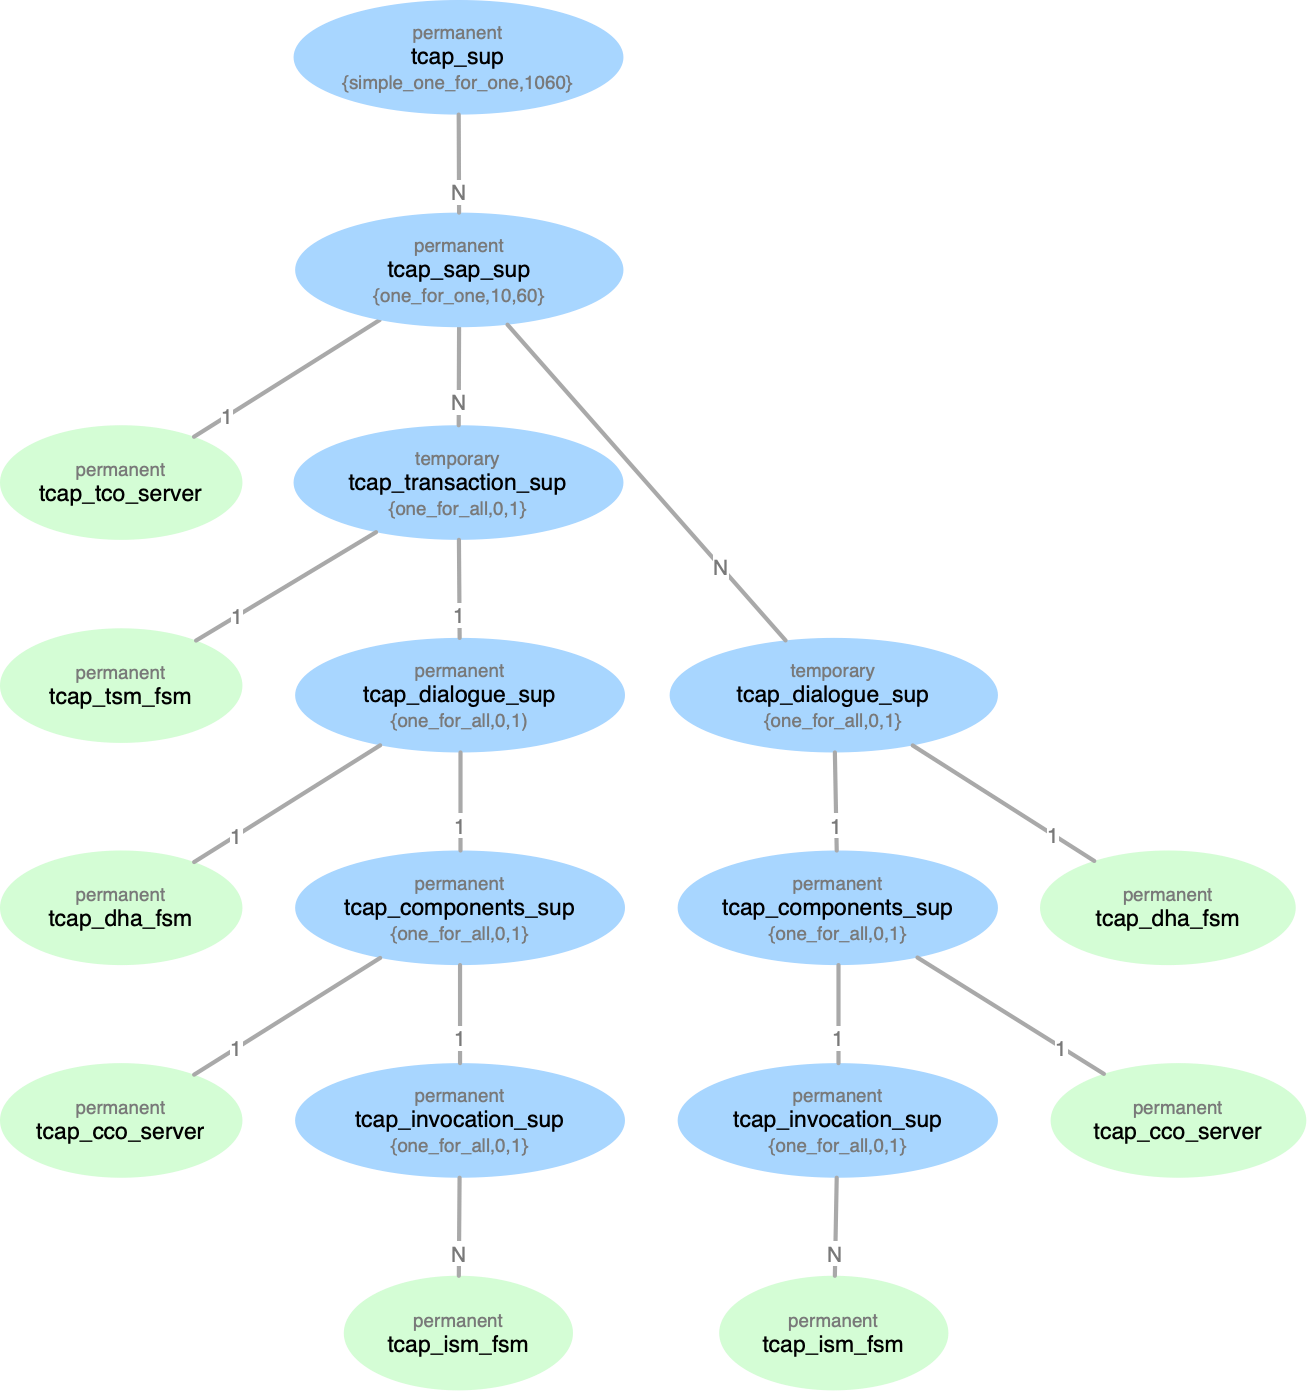 permanent
tcap_sup
{simple_one_for_one,1060}
N
permanent
tcap_sap_sup
{one_for_one,10,60}
1
N
N
permanent
tcap_tco_server
temporary
tcap_transaction_sup
{one_for_all,0,1}
1
1
permanent
tcap_tsm_fsm
permanent
tcap_dialogue_sup
{one_for_all,0,1)
temporary
tcap_dialogue_sup
{one_for_all,0,1}
1
1
1
1
permanent
tcap_dha_fsm
permanent
tcap_components_sup
{one_for_all,0,1}
permanent
tcap_components_sup
{one_for_all,0,1}
permanent
tcap_dha_fsm
1
1
1
1
permanent
tcap_cco_server
permanent
tcap_invocation_sup
{one_for_all,0,1}
permanent
tcap_invocation_sup
{one_for_all,0,1}
permanent
tcap_cco_server
N
N
permanent
tcap_ism_fsm
permanent
tcap_ism_fsm